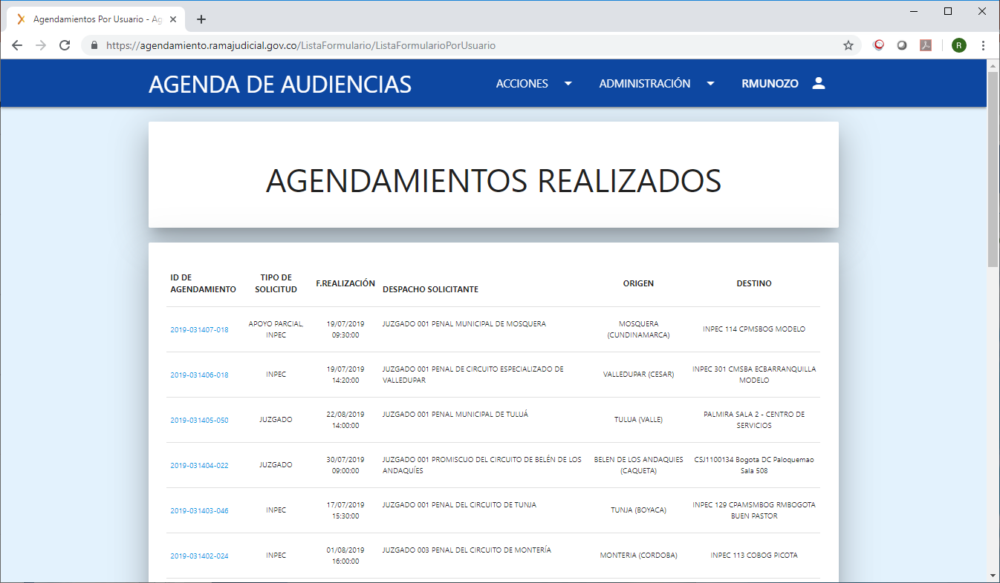 Agendamientos Por Usuario - Ag
https://agendamiento.ramajudicial.gov.co/ListaFormulario/ListaFormularioPorUsuario
R
AGENDA DE AUDIENCIAS
ACCIONES
ADMINISTRACIÓN
RMUNOZO
AGENDAMIENTOS REALIZADOS
ID DE
AGENDAMIENTO
TIPO DE
SOLICITUD
F.REALIZACIÓN
DESPACHO SOLICITANTE
ORIGEN
DESTINO
2019-031407-018
APOYO PARCIAL,
INPEC
19/07/2019
09:30:00
JUZGADO 001 PENAL MUNICIPAL DE MOSQUERA
MOSQUERA
(CUNDINAMARCA)
INPEC 114 CPMSBOG MODELO
2019-031406-018
INPEC
19/07/2019
14:20:00
JUZGADO 001 PENAL DE CIRCUITO ESPECIALIZADO DE
VALLEDUPAR
VALLEDUPAR (CESAR)
INPEC 301 CMSBA ECBARRANQUILLA
MODELO
2019-031405-050
JUZGADO
22/08/2019
14:00:00
JUZGADO 001 PENAL MUNICIPAL DE TULUÁ
TULUA (VALLE)
PALMIRA SALA 2 - CENTRO DE
SERVICIOS
2019-031404-022
JUZGADO
30/07/2019
09:00:00
JUZGADO 001 PROMISCUO DEL CIRCUITO DE BELÉN DE LOS
ANDAQUÍES
BELEN DE LOS ANDAQUIES
(CAQUETA)
CSJ1100134 Bogota DC Paloquemao
Sala 508
2019-031403-046
INPEC
17/07/2019
15:30:00
JUZGADO 001 PENAL DEL CIRCUITO DE TUNJA
TUNJA (BOYACA)
INPEC 129 CPAMSMBOG RMBOGOTA
BUEN PASTOR
2019-031402-024
INPEC
01/08/2019
16:00:00
JUZGADO 003 PENAL DEL CIRCUITO DE MONTERÍA
MONTERIA (CORDOBA)
INPEC 113 COBOG PICOTA